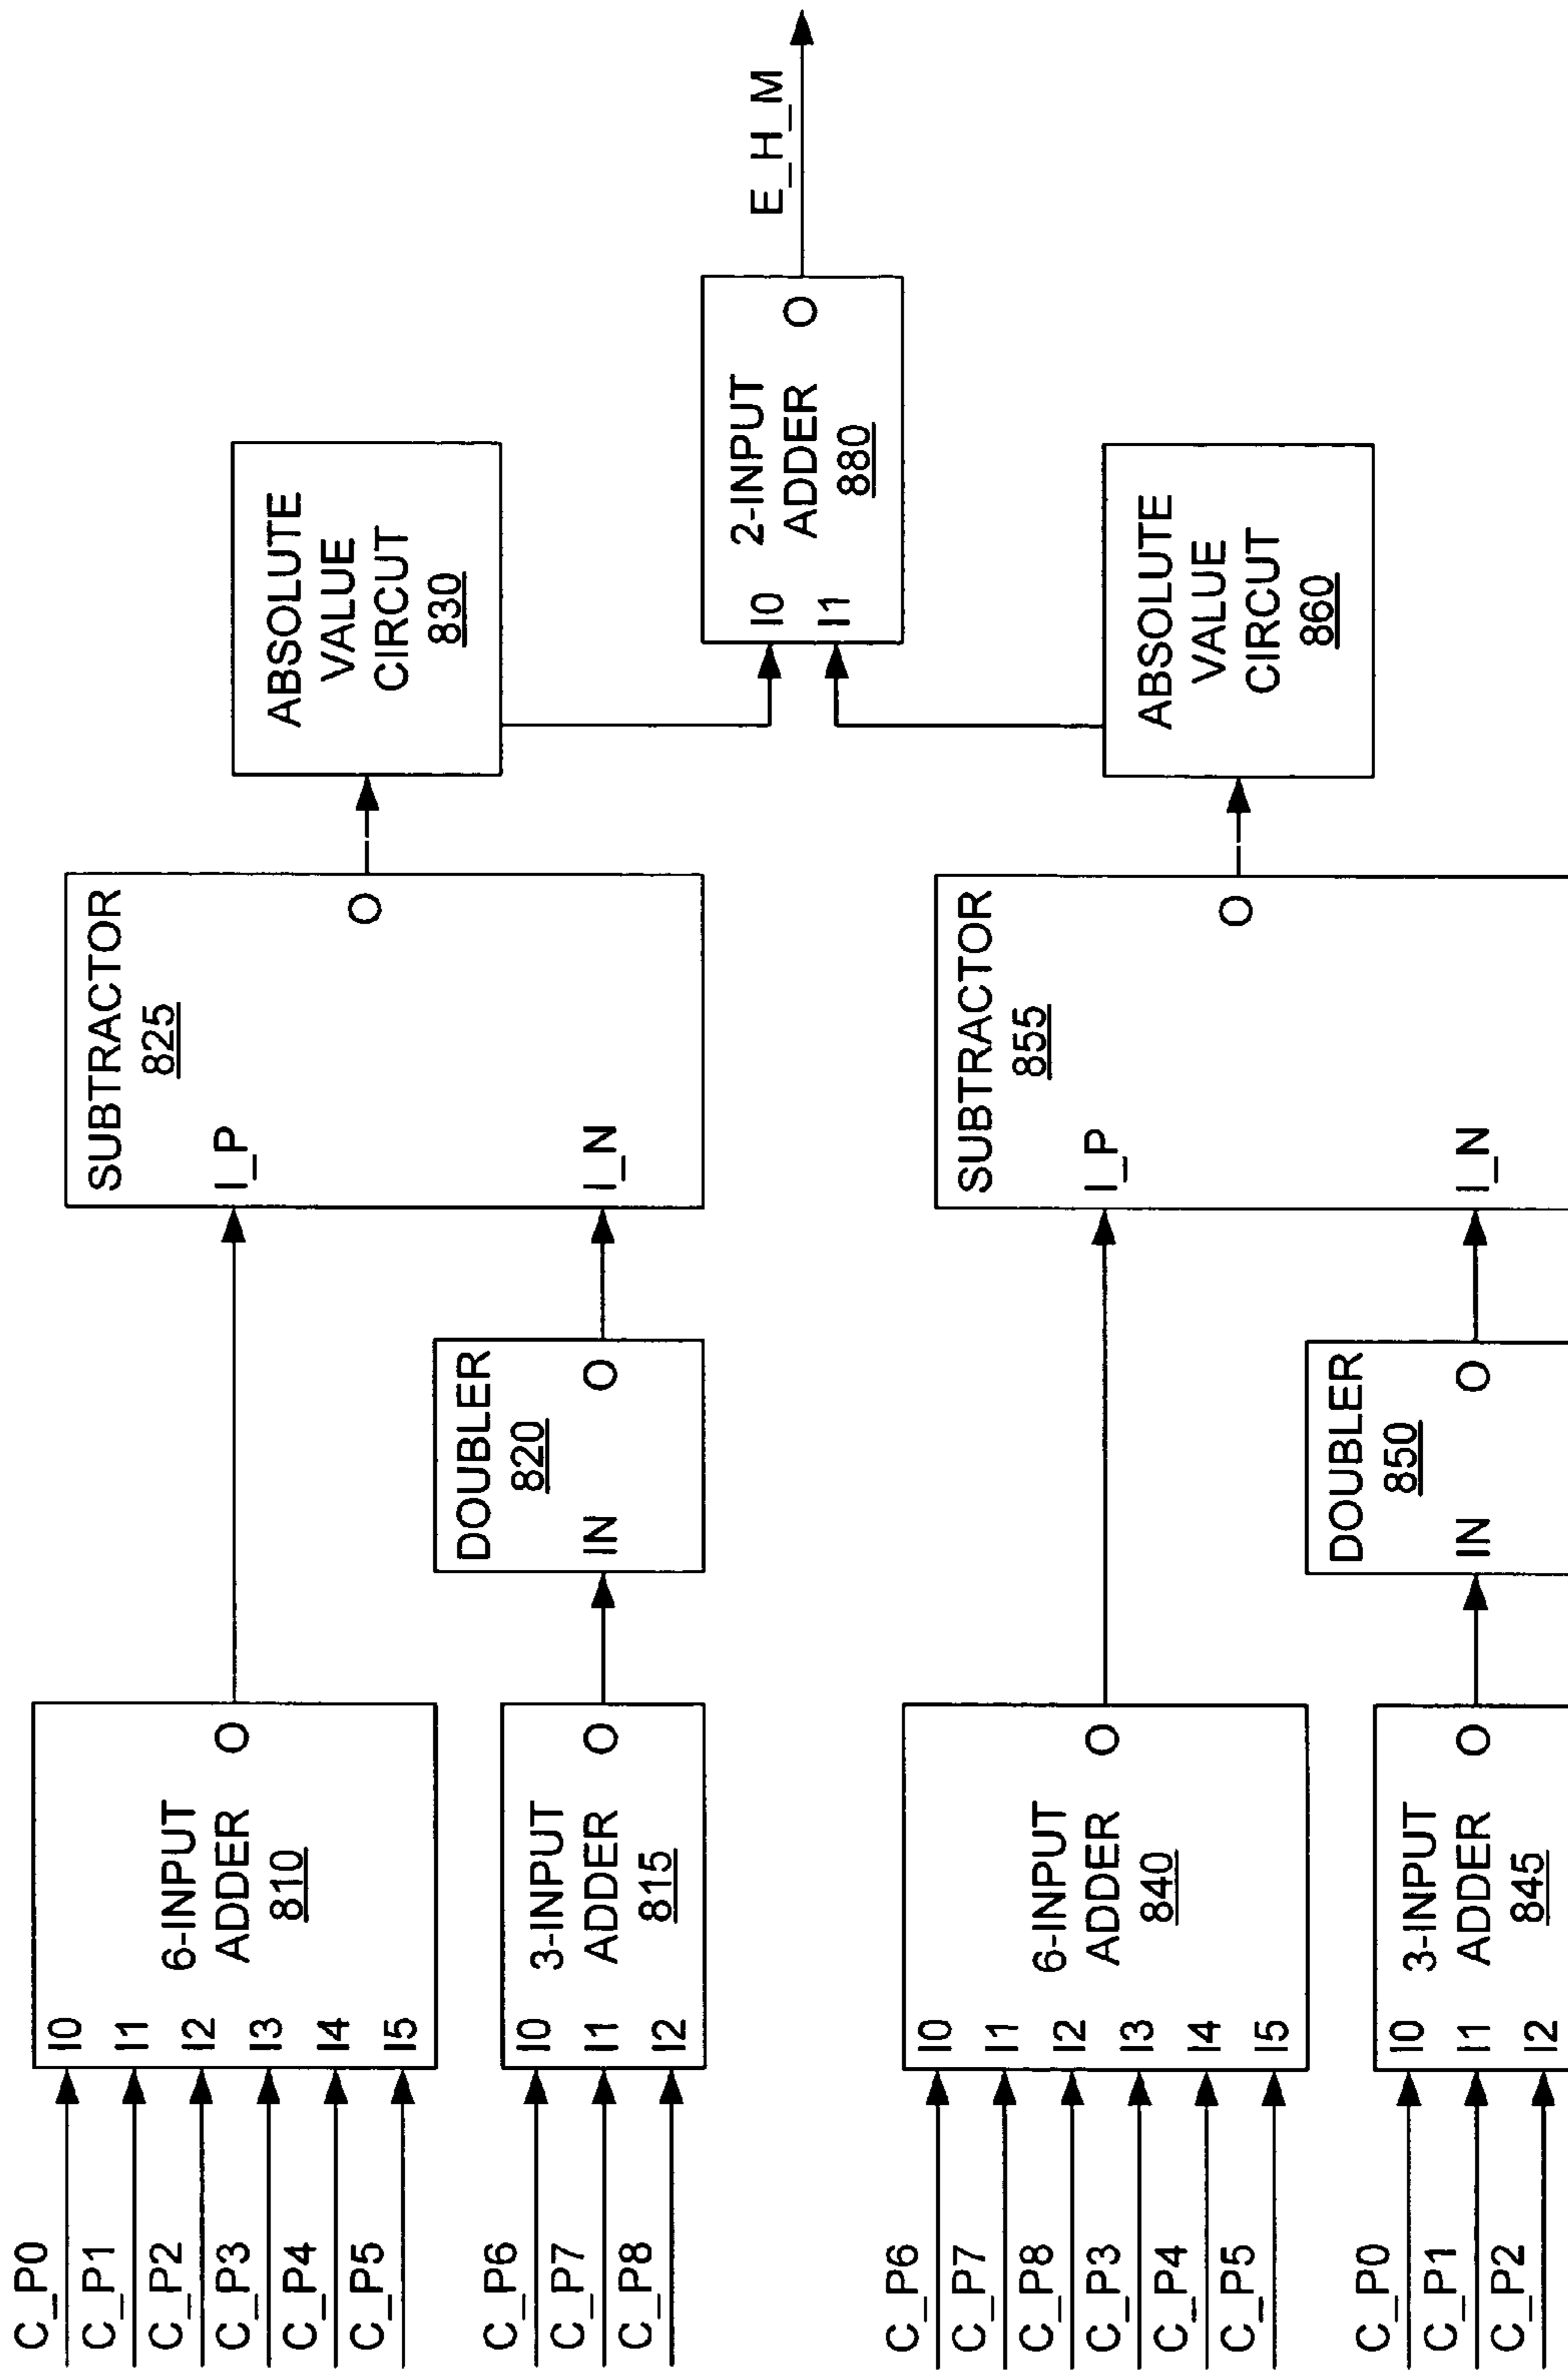 C_P0
C_P1
C_P2
C_P3
C_P4
C_P5
I0
I1
I2
I3
I4
I5
6-INPUT
ADDER
810
O
C_P6
C_P7
C_P8
I0
I1
I2
3-INPUT
ADDER
815
O
DOUBLER
820
IN
O
SUBTRACTOR
825
I_P
I_N
O
ABSOLUTE
VALUE
CIRCUT
830
C_P6
C_P7
C_P8
C_P3
C_P4
C_P5
I0
I1
I2
I3
I4
I5
6-INPUT
ADDER
840
O
C_P0
C_P1
C_P2
I0
I1
I2
3-INPUT
ADDER
845
O
DOUBLER
850
IN
O
SUBTRACTOR
855
I_P
I_N
O
ABSOLUTE
VALUE
CIRCUT
860
I0
I1
2-INPUT
ADDER
880
O
E_H_M